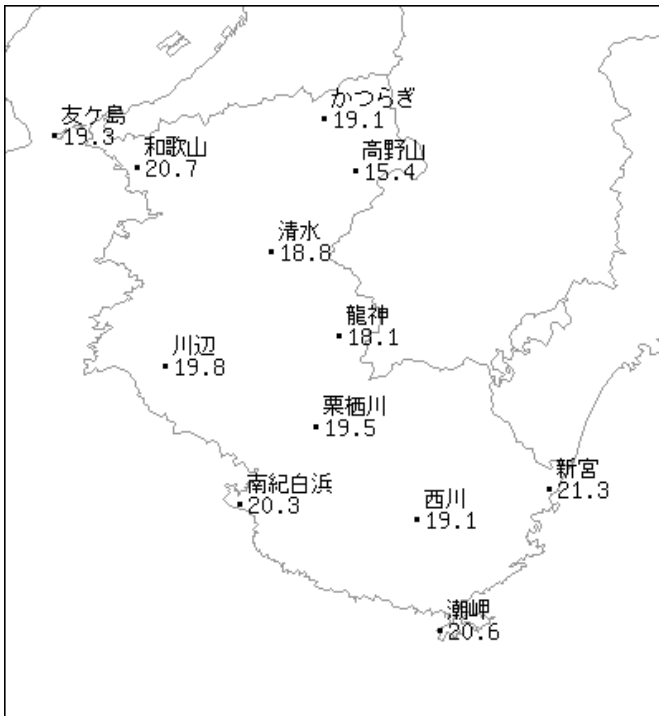 かつらぎ
19.1
友ケ島
19.3
和歌山
20.7
高野山
15.4
清水
18.8
龍神
18.1
川辺
19.8
栗栖川
19.5
新宮
21.3
南紀白浜
20.3
西川
19.1
潮岬
20.6